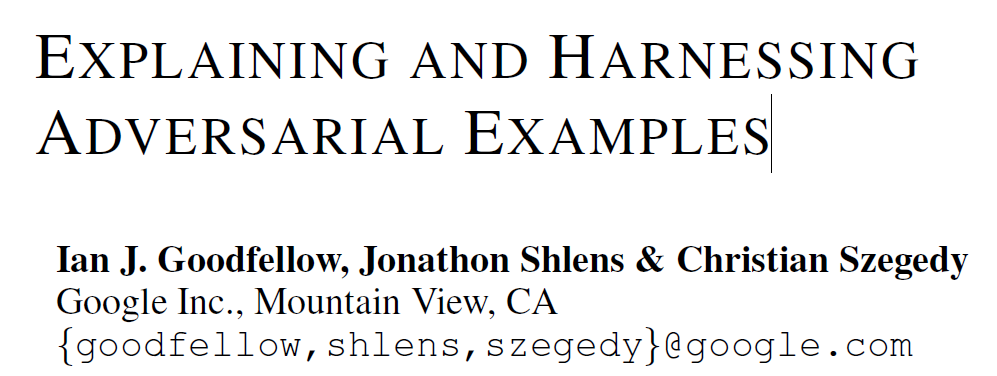 EXPLAINING AND HARNESSING
ADVERSARIAL EXAMPLES
Ian J. Goodfellow, Jonathon Shlens & Christian Szegedy
Google Inc., Mountain View, CA
{goodfellow,shlens,szegedy}@google.com